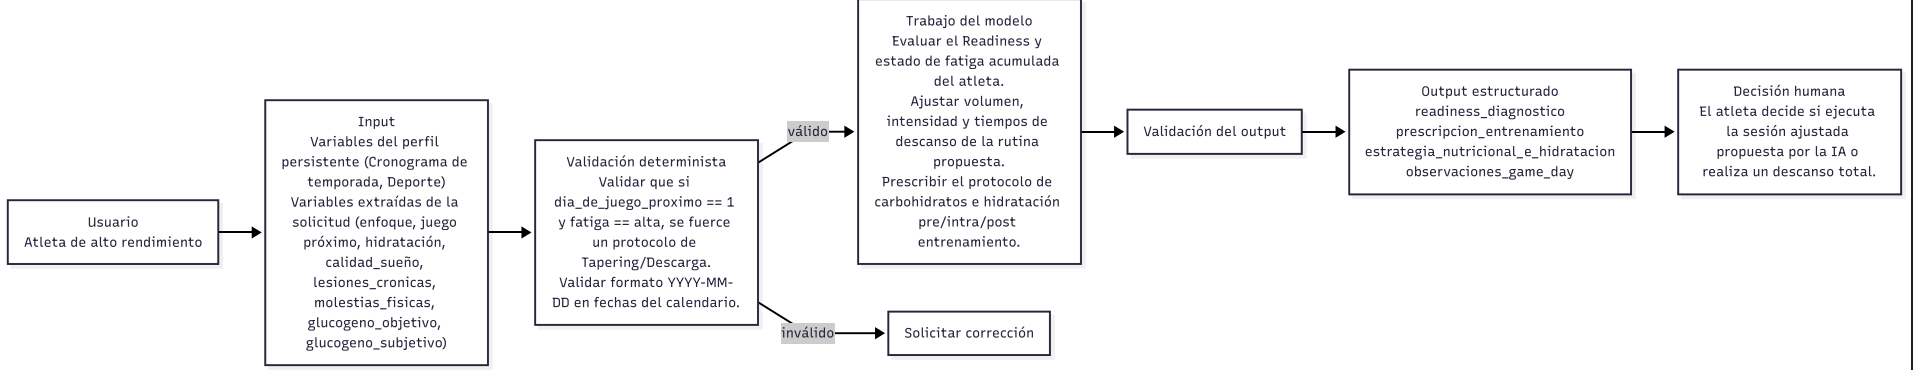 Usuario
Atleta de alto rendimiento
Input
Variables del perfil
persistente (Cronograma de
temporada, Deporte)
Variables extraídas de la
solicitud (enfoque, juego
próximo, hidratación,
calidad_sueño,
lesiones_cronicas,
molestias_fisicas,
glucogeno_objetivo,
glucogeno_subjetivo)
Validación determinista
Validar que si
dia_de_juego_proximo == 1
y fatiga == alta, se fuerce
un protocolo de
Tapering/Descarga.
Validar formato YYYY-MM-
DD en fechas del calendario.
válido
Trabajo del modelo
Evaluar el Readiness y
estado de fatiga acumulada
del atleta.
Ajustar volumen,
intensidad y tiempos de
descanso de la rutina
propuesta.
Prescribir el protocolo de
carbohidratos e hidratación
pre/intra/post
entrenamiento.
inválido
Solicitar corrección
Validación del output
Output estructurado
readiness_diagnostico
prescripcion_entrenamiento
estrategia_nutricional_e_hidratacion
observaciones_game_day
Decisión humana
El atleta decide si ejecuta
la sesión ajustada
propuesta por la IA o
realiza un descanso total.